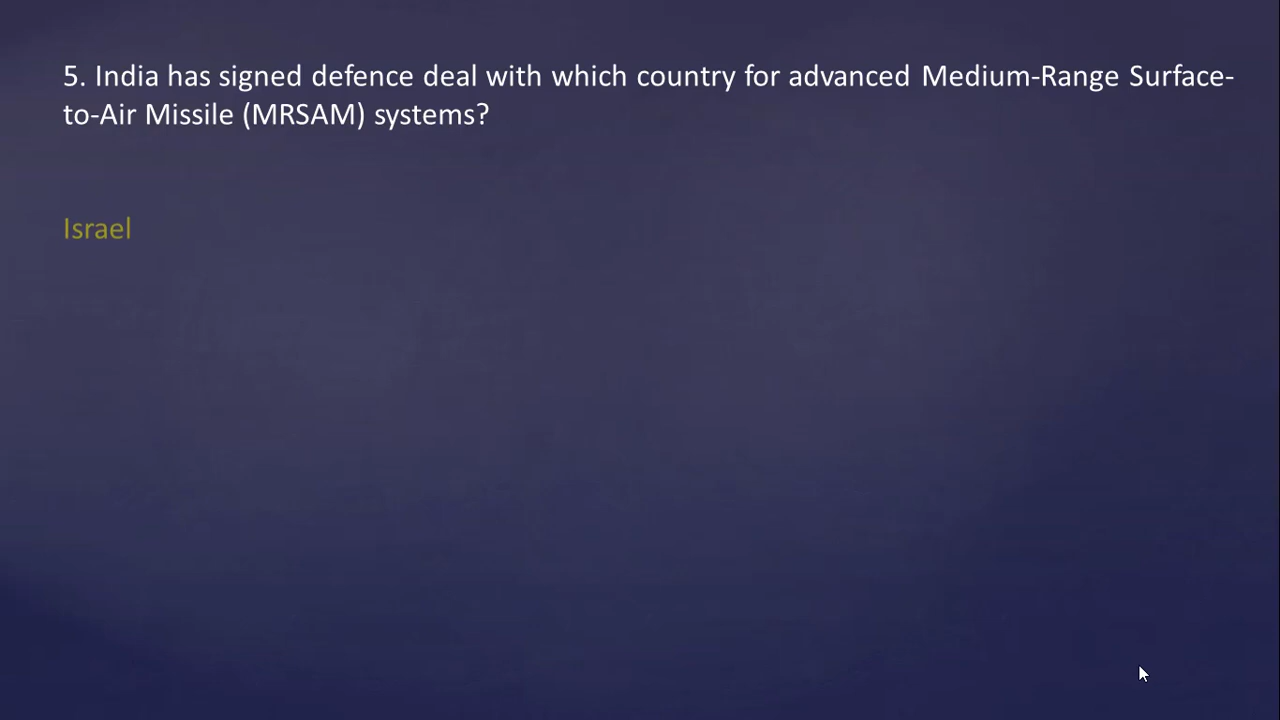 5. India has signed defence deal with which country for advanced Medium-Range Surface-
to-Air Missile (MRSAM) systems?
Israel